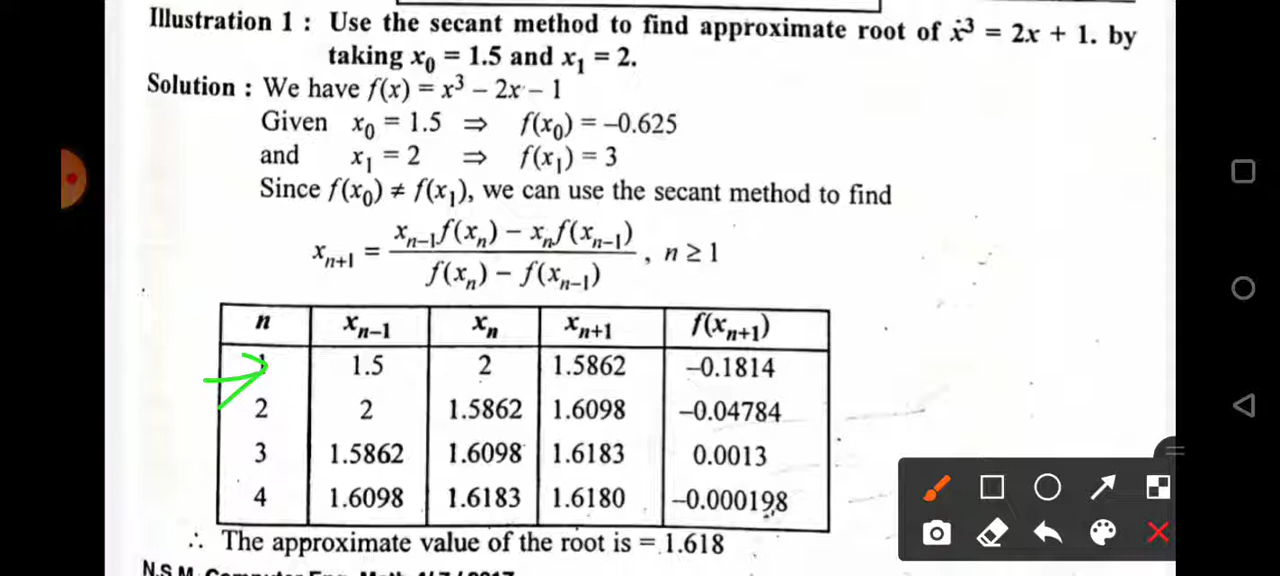 Illustration 1 : Use the secant method to find approximate root of x³ = 2x + 1. by
taking x₀ = 1.5 and x₁ = 2.
Solution : We have f(x) = x³ – 2x – 1
Given x₀ = 1.5 ⇒ f(x₀) = –0.625
and x₁ = 2 ⇒ f(x₁) = 3
Since f(x₀) ≠ f(x₁), we can use the secant method to find
xₙ₊₁ = (xₙ₋₁f(xₙ) – xₙf(xₙ₋₁)) / (f(xₙ) – f(xₙ₋₁)) , n ≥ 1
n xₙ₋₁ xₙ xₙ₊₁ f(xₙ₊₁)
1 1.5 2 1.5862 –0.1814
2 2 1.5862 1.6098 –0.04784
3 1.5862 1.6098 1.6183 0.0013
4 1.6098 1.6183 1.6180 –0.000198
∴ The approximate value of the root is = 1.618